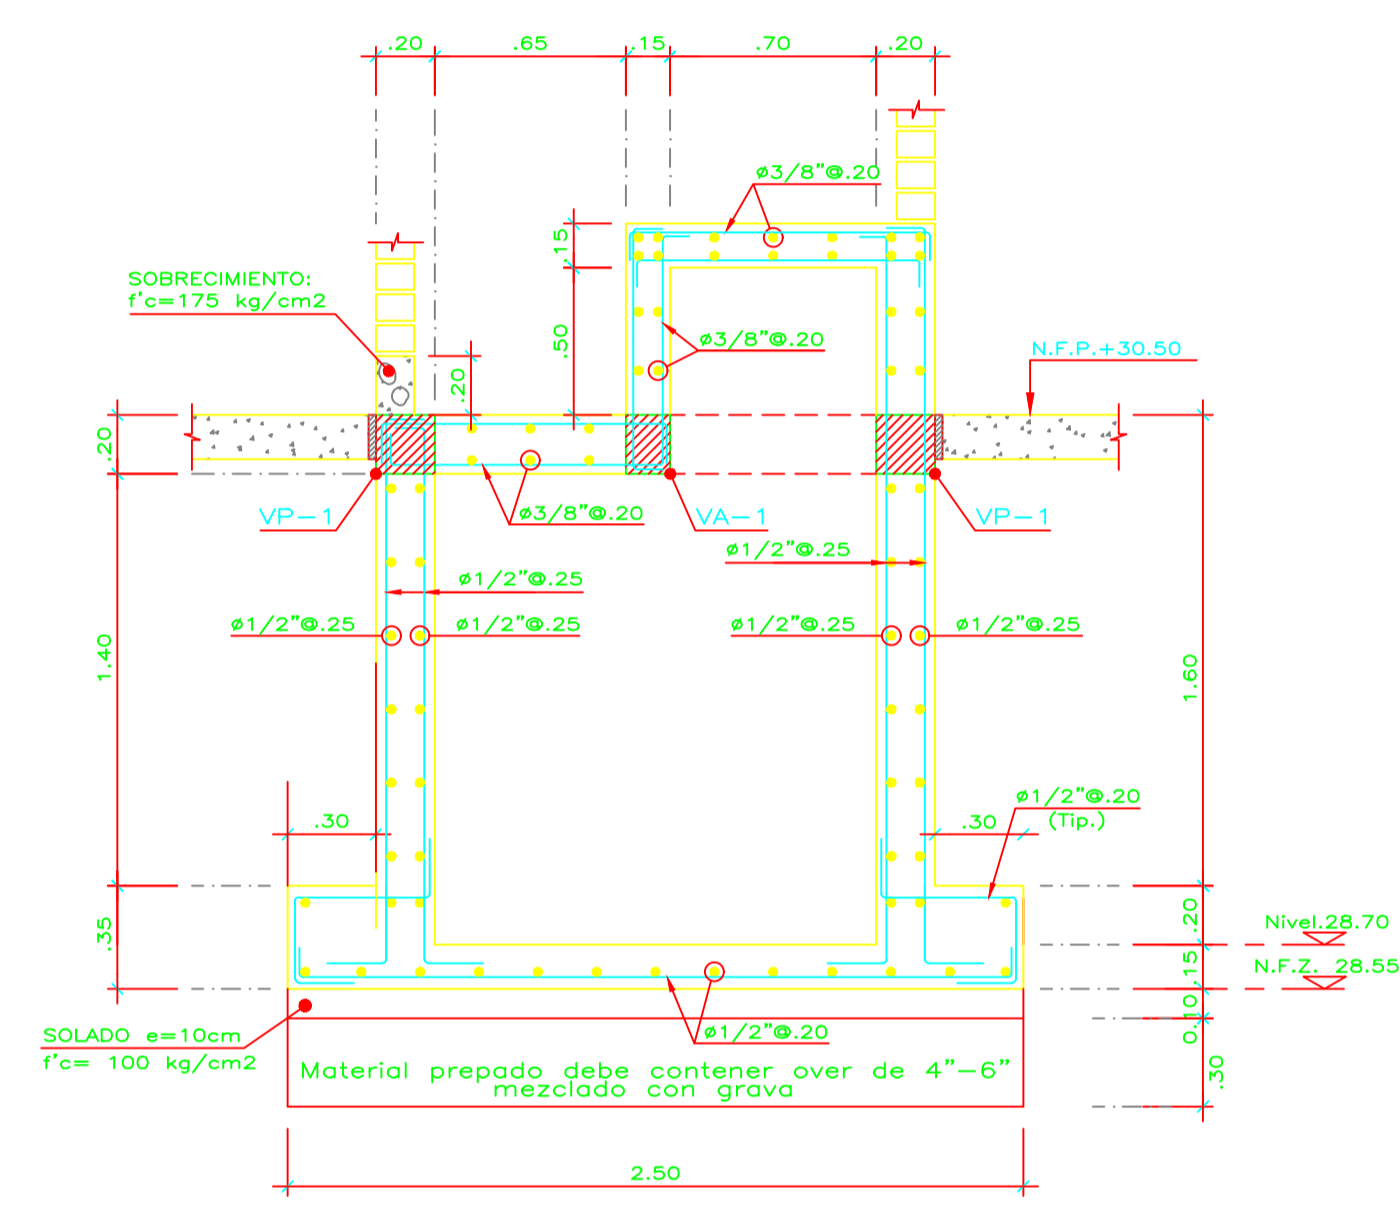 .20
.65
.15
.70
.20
ø3/8"@.20
.15
SOBRECIMIENTO:
f'c=175 kg/cm2
.50
ø3/8"@.20
N.F.P.+30.50
.20
.20
VP-1
ø3/8"@.20
VA-1
VP-1
ø1/2"@.25
ø1/2"@.25
ø1/2"@.25
ø1/2"@.25
ø1/2"@.25
ø1/2"@.25
1.40
1.60
ø1/2"@.20
(Tip.)
.30
.30
.35
.20
Nivel.28.70
.15
N.F.Z. 28.55
0.10
SOLADO e=10cm
f'c= 100 kg/cm2
ø1/2"@.20
Material prepado debe contener over de 4"-6"
mezclado con grava
.30
2.50